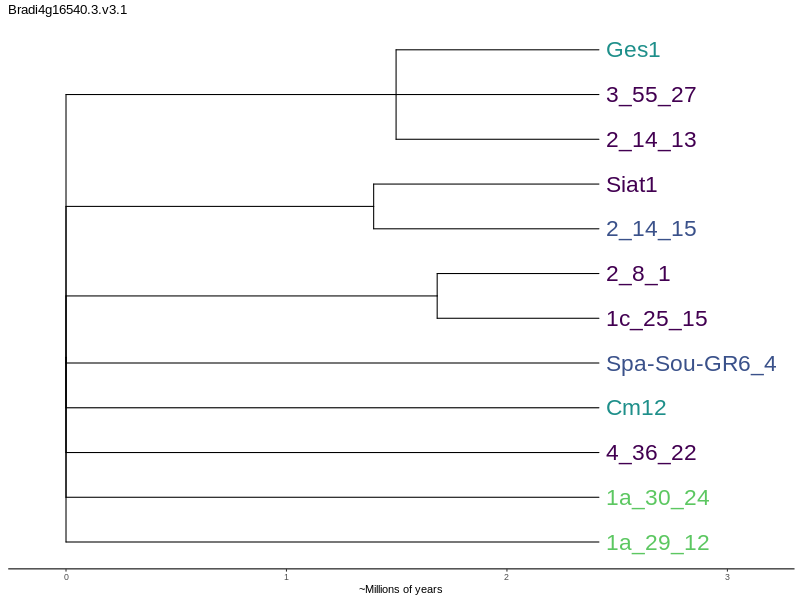 Bradi4g16540.3.v3.1
Ges1
3_55_27
2_14_13
Siat1
2_14_15
2_8_1
1c_25_15
Spa-Sou-GR6_4
Cm12
4_36_22
1a_30_24
1a_29_12
0 1 2 3
~Millions of years